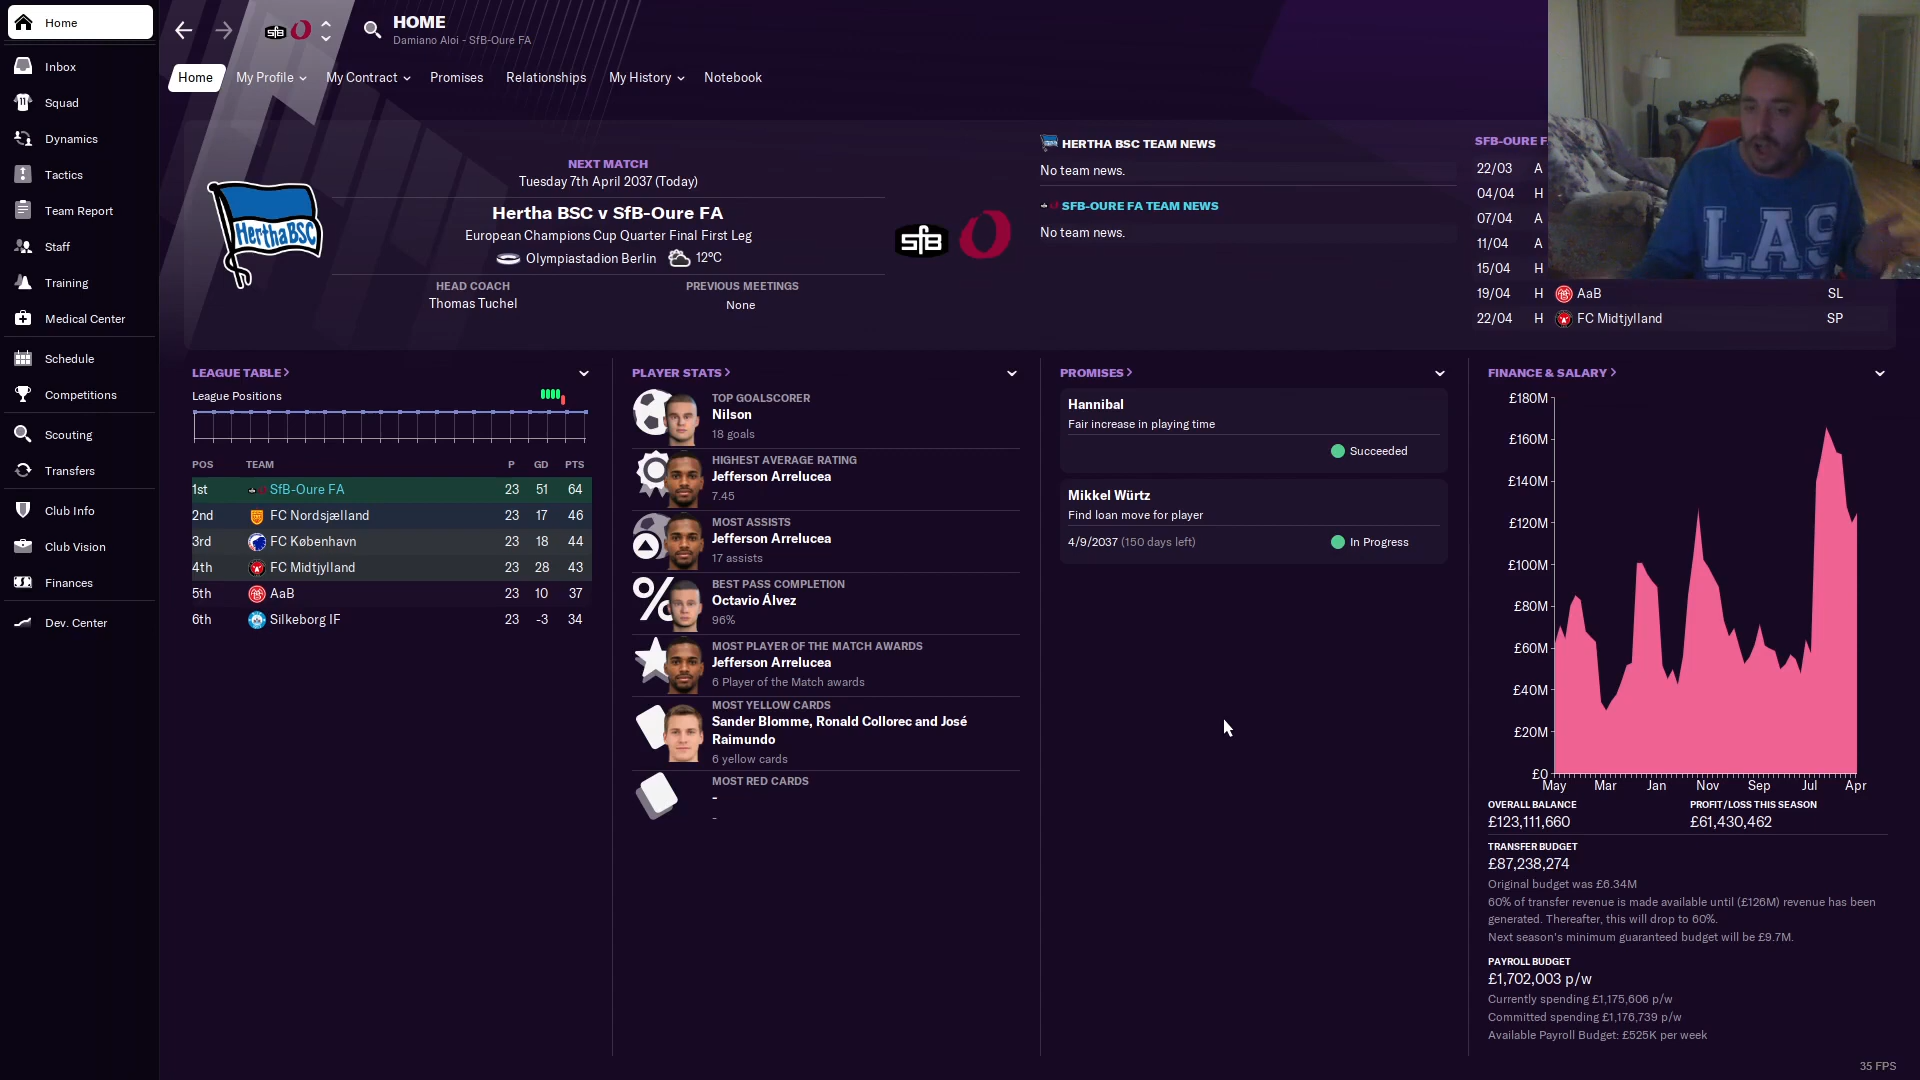 Home
Inbox
Squad
Dynamics
Tactics
Team Report
Staff
Training
Medical Center
Schedule
Competitions
Scouting
Transfers
Club Info
Club Vision
Finances
Dev. Center
HOME
Damiano Aloi - SfB-Oure FA
Home My Profile My Contract Promises Relationships My History Notebook
NEXT MATCH
Tuesday 7th April 2037 (Today)
Hertha BSC v SfB-Oure FA
European Champions Cup Quarter Final First Leg
Olympiastadion Berlin 12°C
HEAD COACH
Thomas Tuchel
PREVIOUS MEETINGS
None
Hertha BSC
sfB
HERTHA BSC TEAM NEWS
No team news.
SFB-OURE FA TEAM NEWS
No team news.
SFB-OURE F
22/03 A
04/04 H
07/04 A
11/04 A
15/04 H
19/04 H AaB SL
22/04 H FC Midtjylland SP
LAS
LEAGUE TABLE
League Positions
POS TEAM P GD PTS
1st SfB-Oure FA 23 51 64
2nd FC Nordsjælland 23 17 46
3rd FC København 23 18 44
4th FC Midtjylland 23 28 43
5th AaB 23 10 37
6th Silkeborg IF 23 -3 34
PLAYER STATS
TOP GOALSCORER
Nilson
18 goals
HIGHEST AVERAGE RATING
Jefferson Arrelucea
7.45
MOST ASSISTS
Jefferson Arrelucea
17 assists
BEST PASS COMPLETION
Octavio Álvez
96%
MOST PLAYER OF THE MATCH AWARDS
Jefferson Arrelucea
6 Player of the Match awards
MOST YELLOW CARDS
Sander Blomme, Ronald Collorec and José
Raimundo
6 yellow cards
MOST RED CARDS
-
-
PROMISES
Hannibal
Fair increase in playing time
Succeeded
Mikkel Würtz
Find loan move for player
4/9/2037 (150 days left) In Progress
FINANCE & SALARY
£180M
£160M
£140M
£120M
£100M
£80M
£60M
£40M
£20M
£0
May Mar Jan Nov Sep Jul Apr
OVERALL BALANCE
£123,111,660
PROFIT/LOSS THIS SEASON
£61,430,462
TRANSFER BUDGET
£87,238,274
Original budget was £6.34M
60% of transfer revenue is made available until (£126M) revenue has been
generated. Thereafter, this will drop to 60%.
Next season's minimum guaranteed budget will be £9.7M.
PAYROLL BUDGET
£1,702,003 p/w
Currently spending £1,175,606 p/w
Committed spending £1,176,739 p/w
Available Payroll Budget: £525K per week
35 FPS